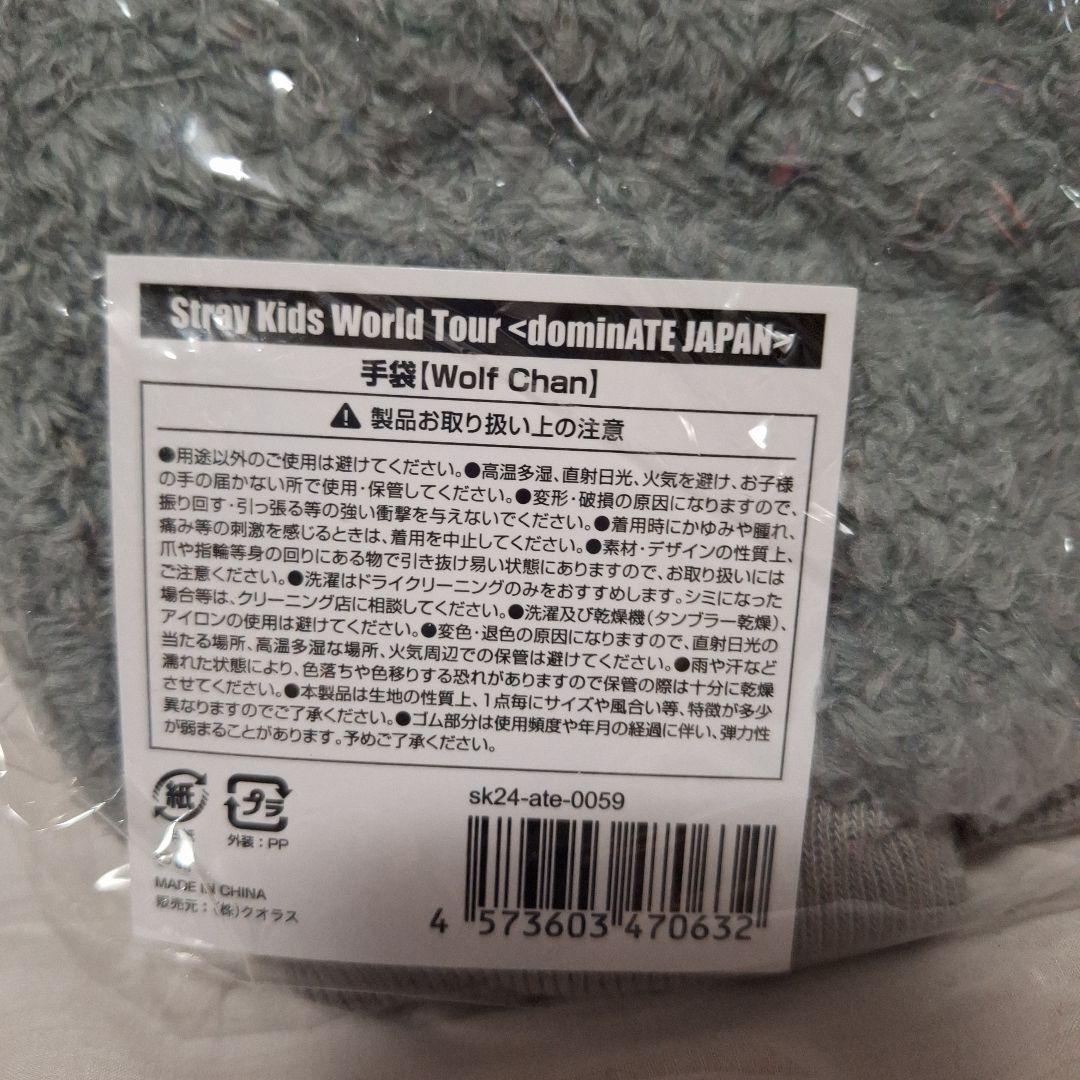 Stray Kids World Tour <dominATE JAPAN>
手袋【Wolf Chan】
製品お取り扱い上の注意
●用途以外のご使用は避けてください。●高温多湿、直射日光、火気を避け、お子様
の手の届かない所で使用・保管してください。●変形・破損の原因になりますので、
振り回す・引っ張る等の強い衝撃を与えないでください。●着用時にかゆみや腫れ、
痛み等の刺激を感じるときは、着用を中止してください。●素材・デザインの性質上、
爪や指輪等身の回りにある物で引き抜け易い状態にありますので、お取り扱いには
ご注意ください。●洗濯はドライクリーニングのみをおすすめします。シミになった
場合等は、クリーニング店に相談してください。●洗濯及び乾燥機（タンブラー乾燥）、
アイロンの使用は避けてください。●変色・退色の原因になりますので、直射日光の
当たる場所、高温多湿な場所、火気周辺での保管は避けてください。●雨や汗など
濡れた状態により、色落ちや色移りする恐れがありますので保管の際は十分に乾燥
させてください。●本製品は生地の性質上、1点毎にサイズや風合い等、特徴が多少
異なりますのでご了承ください。●ゴム部分は使用頻度や年月の経過に伴い、弾力性
が弱まることがあります。予めご了承ください。
紙
プラ
外装：PP
MADE IN CHINA
販売元：（株）クオラス
sk24-ate-0059
4 573603 470632